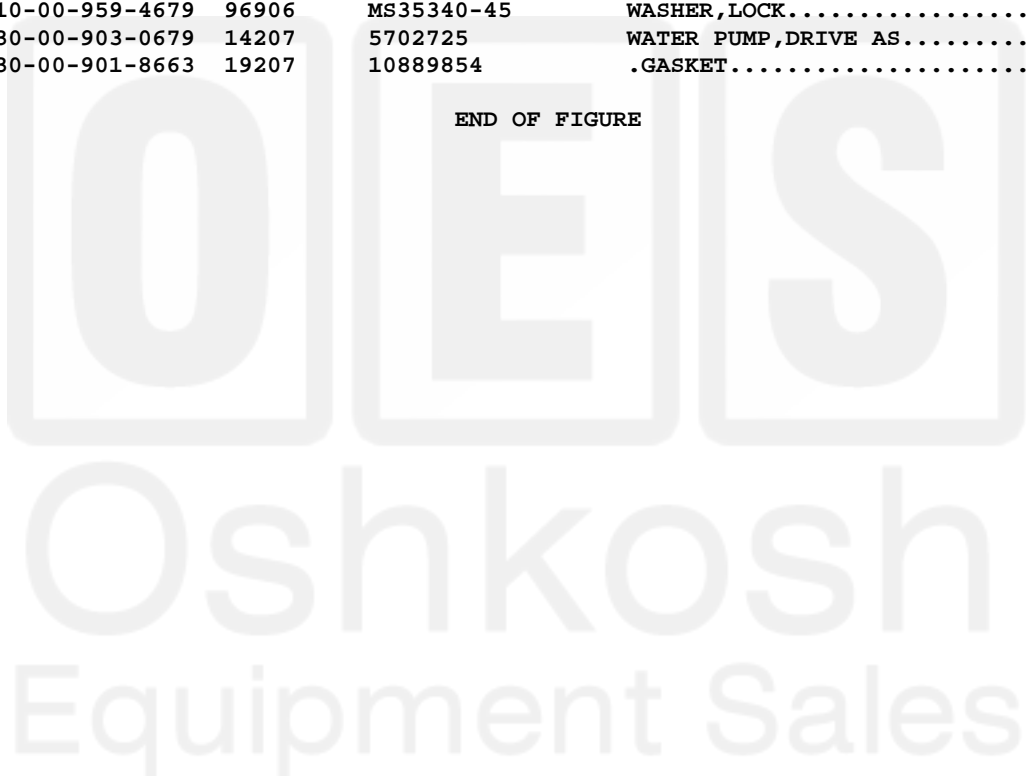 10-00-959-4679 96906 MS35340-45 WASHER,LOCK.................
30-00-903-0679 14207 5702725 WATER PUMP,DRIVE AS.........
30-00-901-8663 19207 10889854 .GASKET.....................
END OF FIGURE
OES
Oshkosh
Equipment Sales